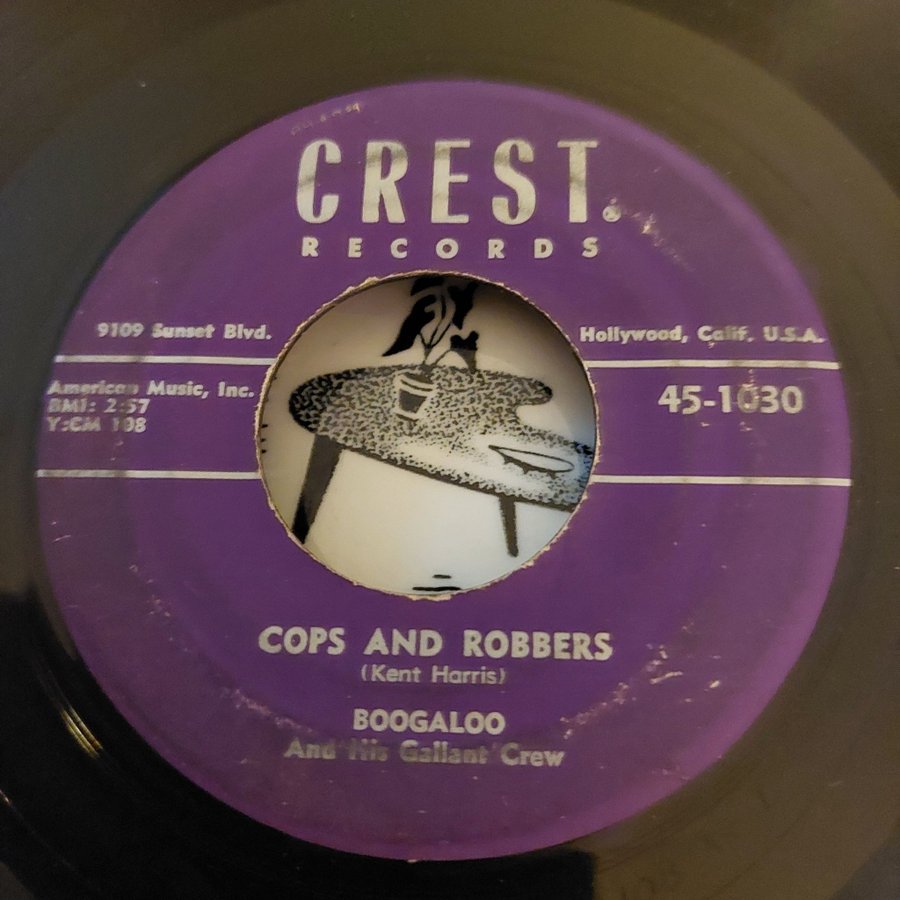 CREST®
RECORDS
9109 Sunset Blvd.
Hollywood, Calif. U.S.A.
American Music, Inc.
BMI: 2:57
Y:CM 108
45-1030
COPS AND ROBBERS
(Kent Harris)
BOOGALOO
And His Gallant Crew